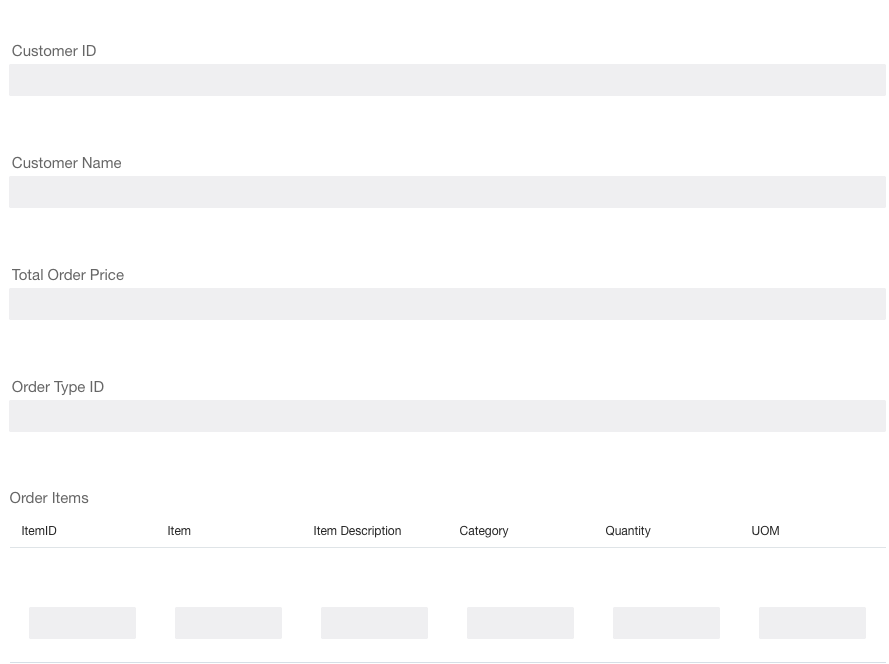 Customer ID
Customer Name
Total Order Price
Order Type ID
Order Items
ItemID Item Item Description Category Quantity UOM